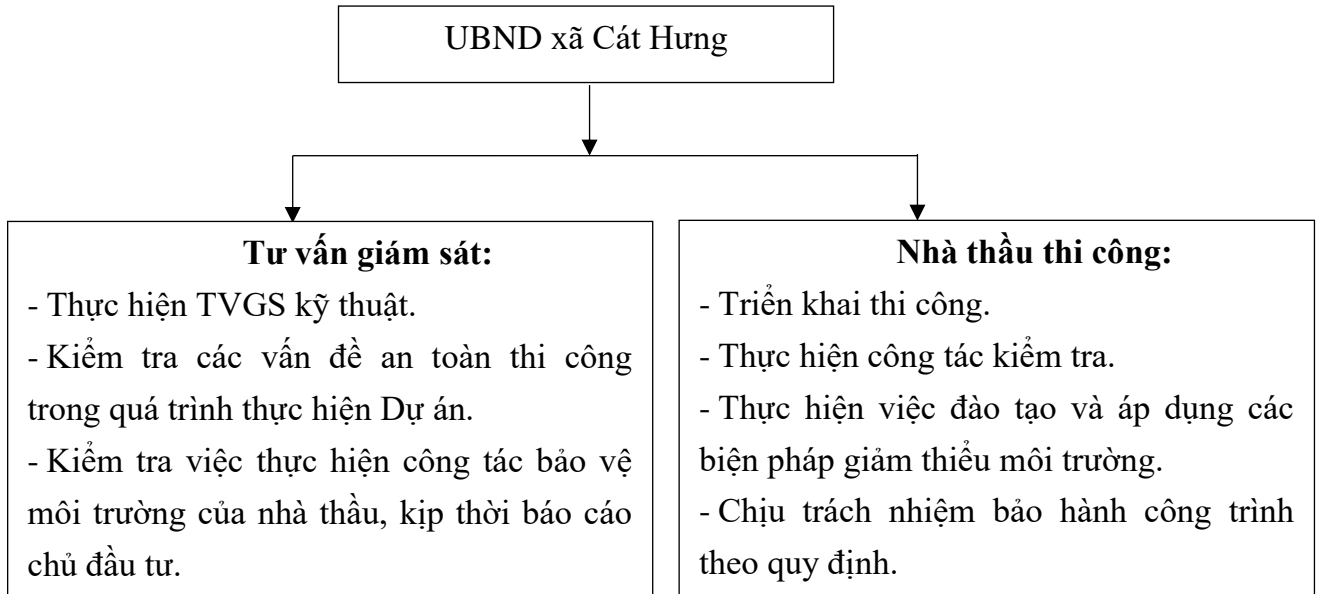 UBND xã Cát Hưng
Tư vấn giám sát:
- Thực hiện TVGS kỹ thuật.
- Kiểm tra các vấn đề an toàn thi công
trong quá trình thực hiện Dự án.
- Kiểm tra việc thực hiện công tác bảo vệ
môi trường của nhà thầu, kịp thời báo cáo
chủ đầu tư.
Nhà thầu thi công:
- Triển khai thi công.
- Thực hiện công tác kiểm tra.
- Thực hiện việc đào tạo và áp dụng các
biện pháp giảm thiểu môi trường.
- Chịu trách nhiệm bảo hành công trình
theo quy định.